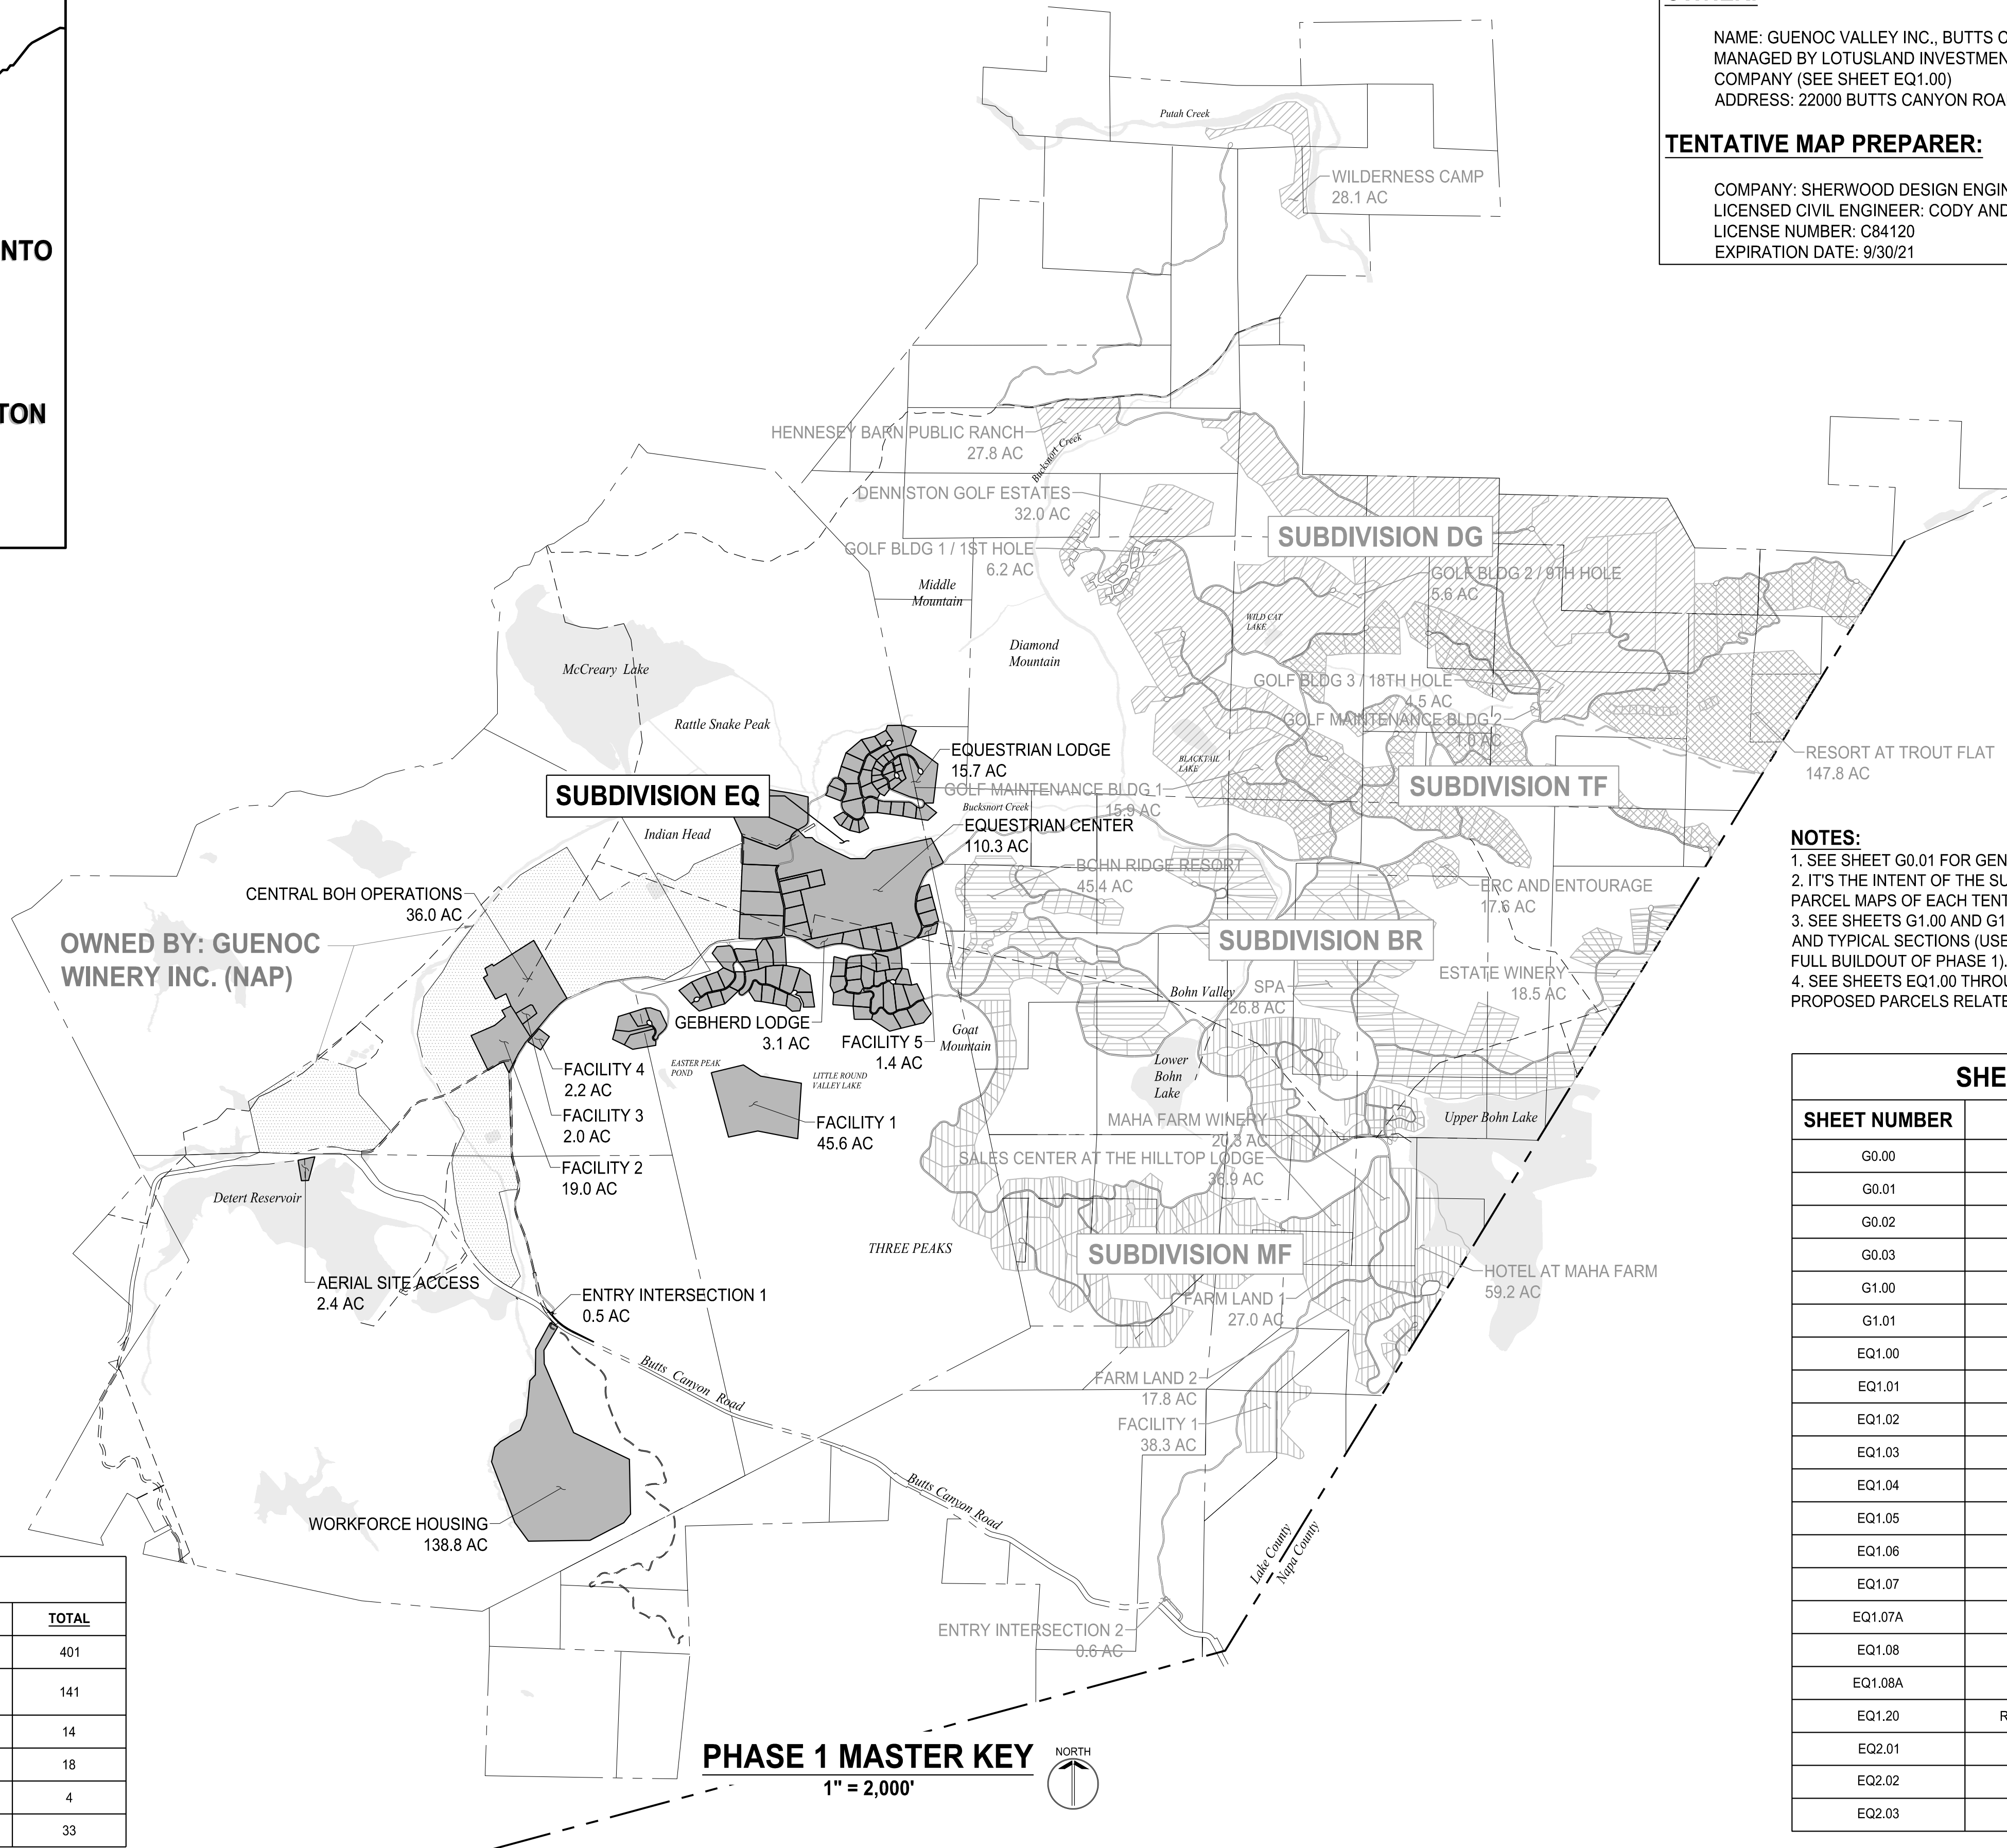 NTO
TON
NAME: GUENOC VALLEY INC., BUTTS C
MANAGED BY LOTUSLAND INVESTMEN
COMPANY (SEE SHEET EQ1.00)
ADDRESS: 22000 BUTTS CANYON ROA
TENTATIVE MAP PREPARER:
COMPANY: SHERWOOD DESIGN ENGIN
LICENSED CIVIL ENGINEER: CODY AND
LICENSE NUMBER: C84120
EXPIRATION DATE: 9/30/21
Putah Creek
WILDERNESS CAMP
28.1 AC
HENNESEY BARN PUBLIC RANCH
27.8 AC
Bucksnort Creek
DENNISTON GOLF ESTATES
32.0 AC
SUBDIVISION DG
GOLF BLDG 1 / 1ST HOLE
6.2 AC
GOLF BLDG 2 / 9TH HOLE
5.6 AC
Middle
Mountain
WILD CAT
LAKE
Diamond
Mountain
McCreary Lake
GOLF BLDG 3 / 18TH HOLE
4.5 AC
GOLF MAINTENANCE BLDG 2
1.0 AC
Rattle Snake Peak
EQUESTRIAN LODGE
15.7 AC
BLACKTAIL
LAKE
RESORT AT TROUT FLAT
147.8 AC
SUBDIVISION EQ
GOLF MAINTENANCE BLDG 1
15.9 AC
SUBDIVISION TF
Bucksnort Creek
Indian Head
EQUESTRIAN CENTER
110.3 AC
BOHN RIDGE RESORT
45.4 AC
ERC AND ENTOURAGE
17.6 AC
CENTRAL BOH OPERATIONS
36.0 AC
OWNED BY: GUENOC
WINERY INC. (NAP)
SUBDIVISION BR
ESTATE WINERY
18.5 AC
SPA
26.8 AC
Bohn Valley
GEBHERD LODGE
3.1 AC
FACILITY 5
1.4 AC
Goat
Mountain
EASTER PEAK
POND
LITTLE ROUND
VALLEY LAKE
Lower
Bohn
Lake
FACILITY 4
2.2 AC
FACILITY 3
2.0 AC
FACILITY 1
45.6 AC
MAHA FARM WINERY
20.3 AC
Upper Bohn Lake
FACILITY 2
19.0 AC
SALES CENTER AT THE HILLTOP LODGE
36.9 AC
Detert Reservoir
THREE PEAKS
SUBDIVISION MF
HOTEL AT MAHA FARM
59.2 AC
AERIAL SITE ACCESS
2.4 AC
ENTRY INTERSECTION 1
0.5 AC
FARM LAND 1
27.0 AC
Butts Canyon Road
FARM LAND 2
17.8 AC
FACILITY 1
38.3 AC
Butts Canyon Road
WORKFORCE HOUSING
138.8 AC
Lake County
Napa County
ENTRY INTERSECTION 2
0.6 AC
NOTES:
1. SEE SHEET G0.01 FOR GEN
2. IT'S THE INTENT OF THE SU
PARCEL MAPS OF EACH TENT
3. SEE SHEETS G1.00 AND G1
AND TYPICAL SECTIONS (USE
FULL BUILDOUT OF PHASE 1).
4. SEE SHEETS EQ1.00 THROU
PROPOSED PARCELS RELATE
SHE
SHEET NUMBER
G0.00
G0.01
G0.02
G0.03
G1.00
G1.01
EQ1.00
EQ1.01
EQ1.02
EQ1.03
EQ1.04
EQ1.05
EQ1.06
EQ1.07
EQ1.07A
EQ1.08
EQ1.08A
EQ1.20 R
EQ2.01
EQ2.02
EQ2.03
TOTAL
401
141
14
18
4
33
PHASE 1 MASTER KEY
1" = 2,000'
NORTH